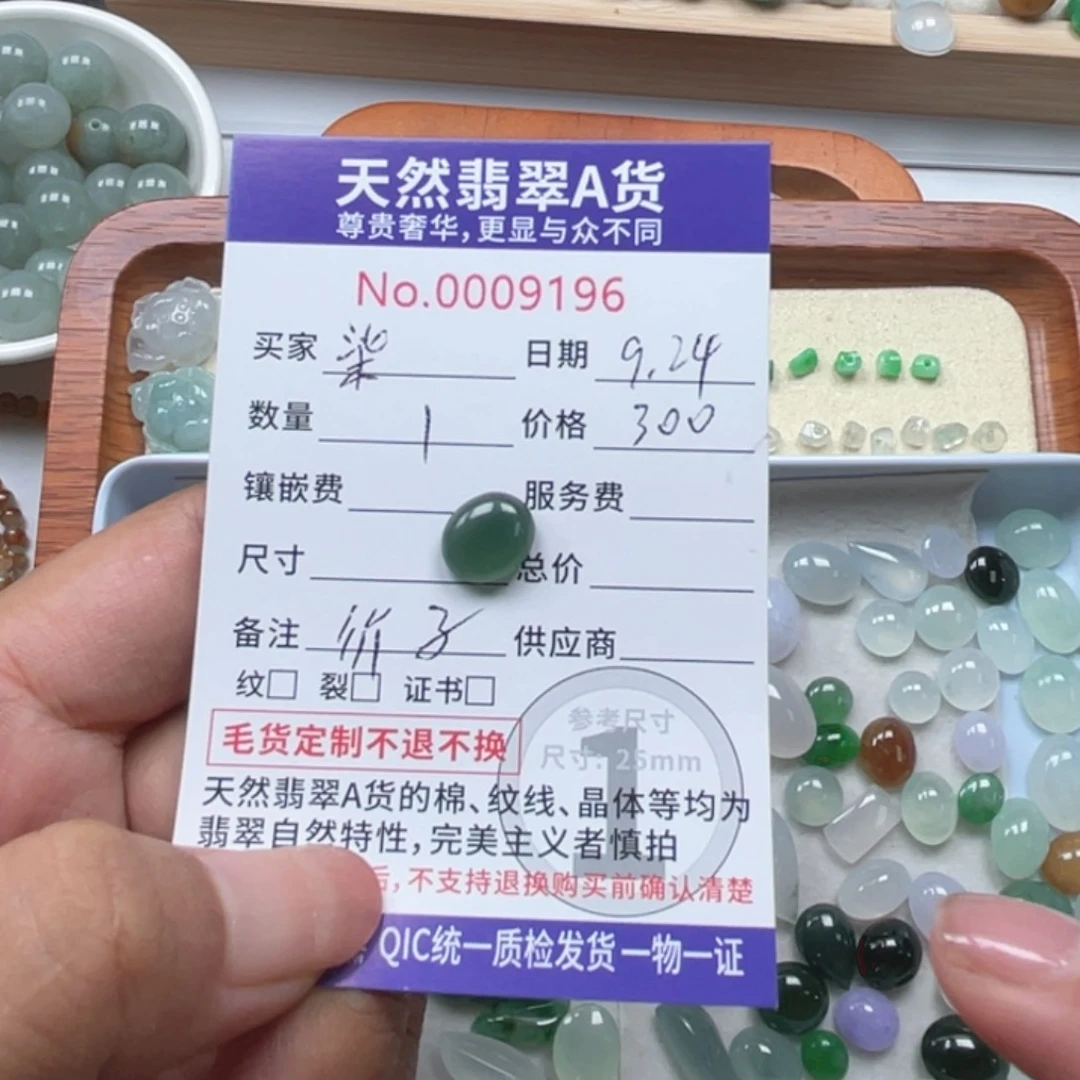 天然翡翠A货
尊贵奢华,更显与众不同
No.0009196
买家 柒 日期 9.24
数量 1 价格 300
镶嵌费 服务费
尺寸 总价
备注 供应商
纹□ 裂□ 证书□
参考尺寸
尺寸: 25mm
1
毛货定制不退不换
天然翡翠A货的棉、纹线、晶体等均为
翡翠自然特性,完美主义者慎拍
后,不支持退换购买前确认清楚
QIC统一质检发货一物一证